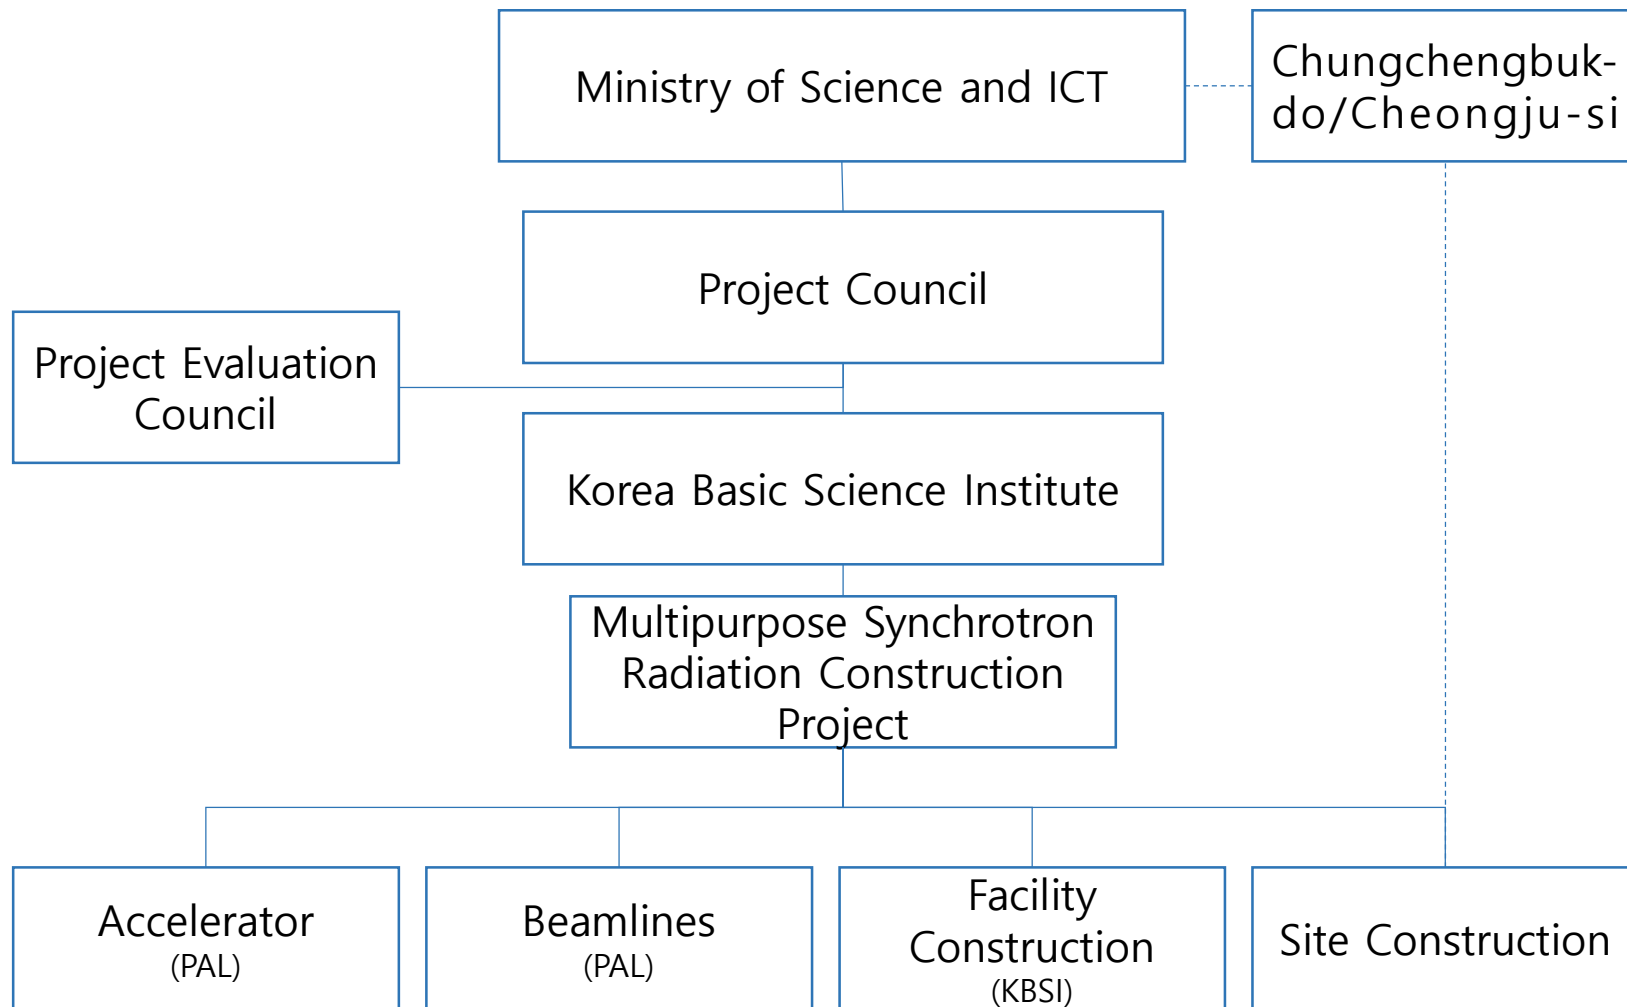 Ministry of Science and ICT
Chungchengbuk-
do/Cheongju-si
Project Council
Project Evaluation
Council
Korea Basic Science Institute
Multipurpose Synchrotron
Radiation Construction
Project
Accelerator
(PAL)
Beamlines
(PAL)
Facility
Construction
(KBSI)
Site Construction